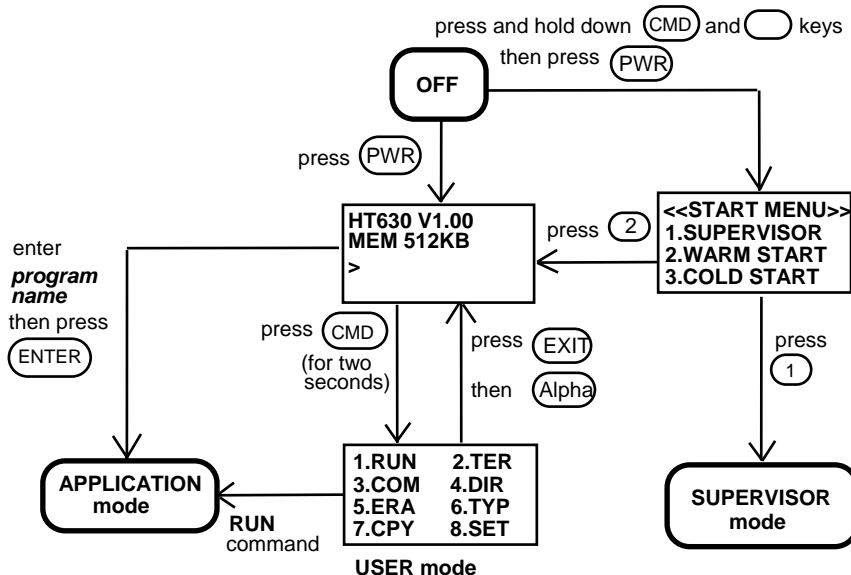 press and hold down CMD and keys
then press PWR
OFF
press PWR
HT630 V1.00
MEM 512KB
>
<<START MENU>>
1.SUPERVISOR
2.WARM START
3.COLD START
press 2
enter
program
name
then press
ENTER
press CMD
(for two
seconds)
press EXIT
then Alpha
press
1
1.RUN 2.TER
3.COM 4.DIR
5.ERA 6.TYP
7.CPY 8.SET
USER mode
APPLICATION
mode
RUN
command
SUPERVISOR
mode